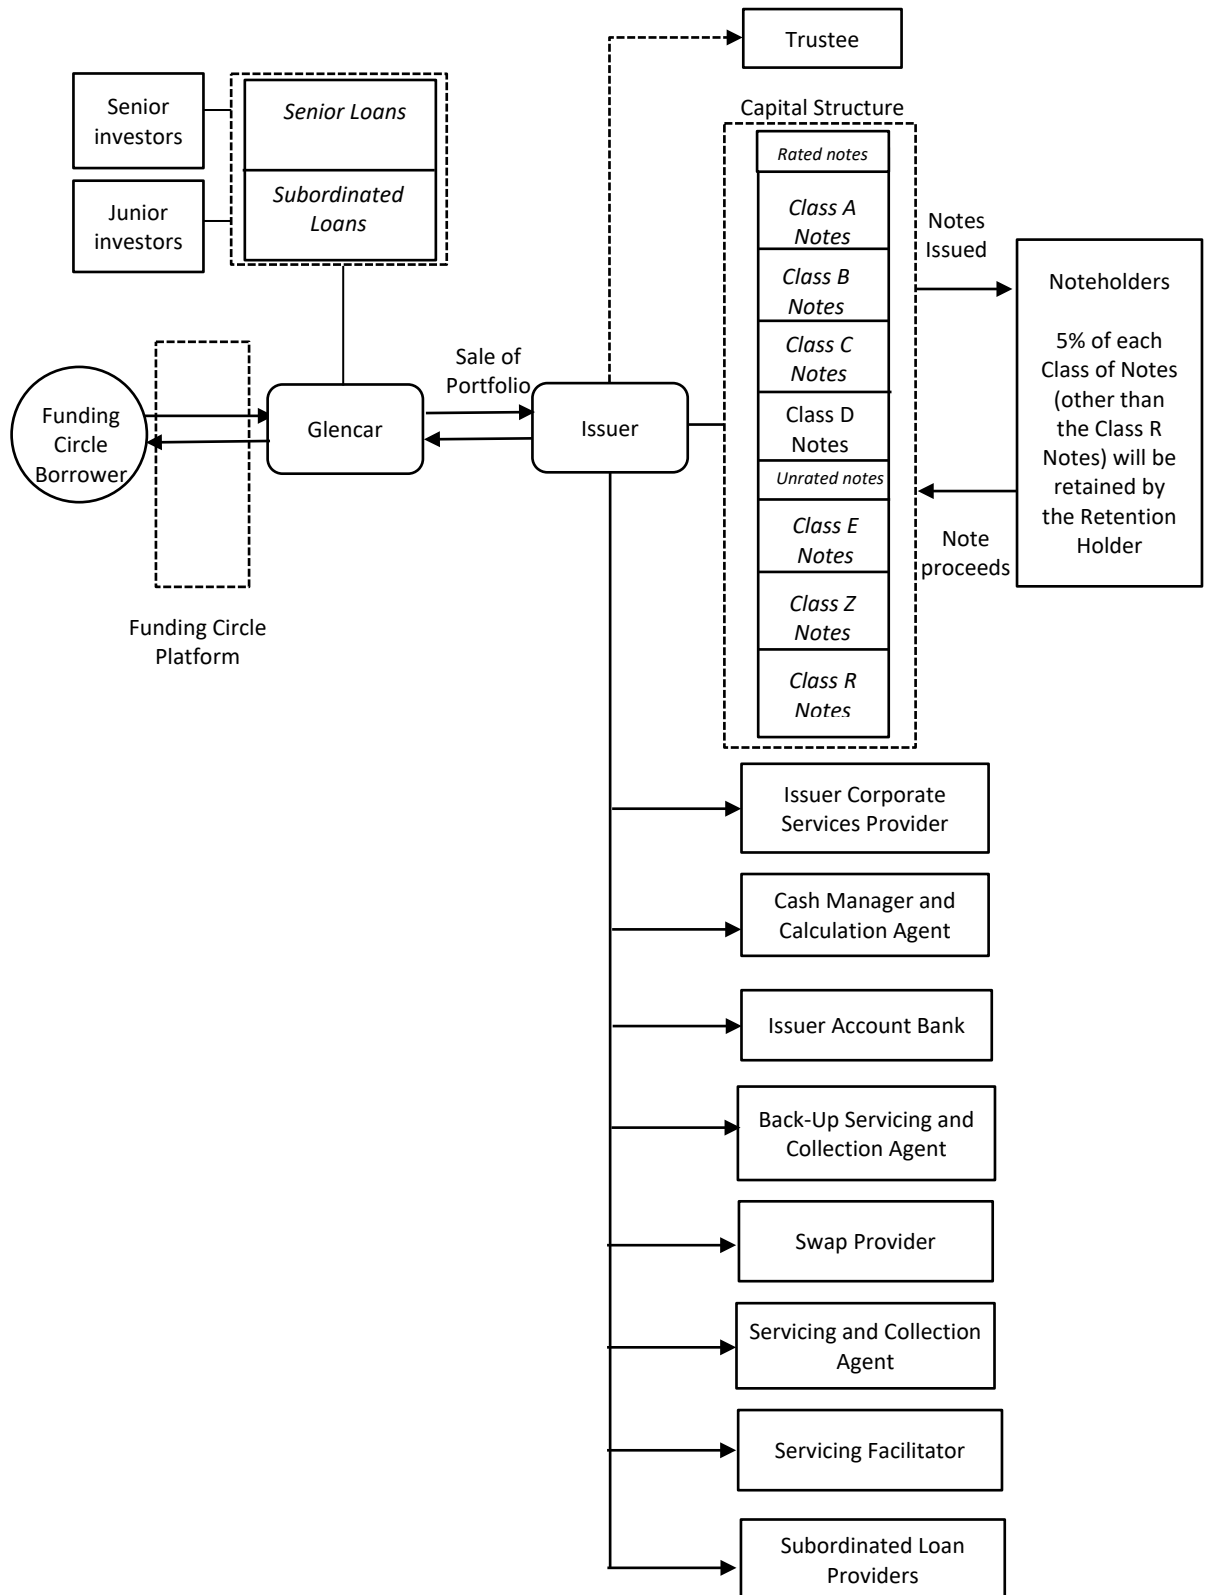 Trustee
Senior
investors
Senior Loans
Junior
investors
Subordinated
Loans
Capital Structure
Rated notes
Class A
Notes
Class B
Notes
Class C
Notes
Class D
Notes
Unrated notes
Class E
Notes
Class Z
Notes
Class R
Notes
Notes
Issued
Note
proceeds
Noteholders
5% of each
Class of Notes
(other than
the Class R
Notes) will be
retained by
the Retention
Holder
Funding
Circle
Borrower
Glencar
Sale of
Portfolio
Issuer
Funding Circle
Platform
Issuer Corporate
Services Provider
Cash Manager and
Calculation Agent
Issuer Account Bank
Back-Up Servicing and
Collection Agent
Swap Provider
Servicing and Collection
Agent
Servicing Facilitator
Subordinated Loan
Providers